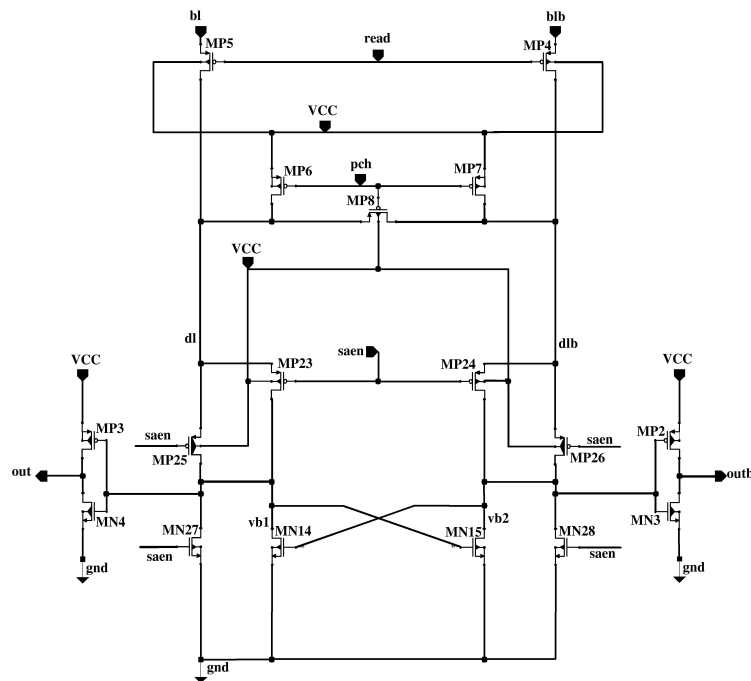 bl
blb
MP5
read
MP4
VCC
MP6
pch
MP7
MP8
VCC
dl
saen
dlb
VCC
MP23
MP24
VCC
MP3
saen
MP25
saen
MP2
MP26
out
outb
MN4
MN27
vb1
MN14
MN15
vb2
MN28
MN3
saen
saen
gnd
gnd
gnd